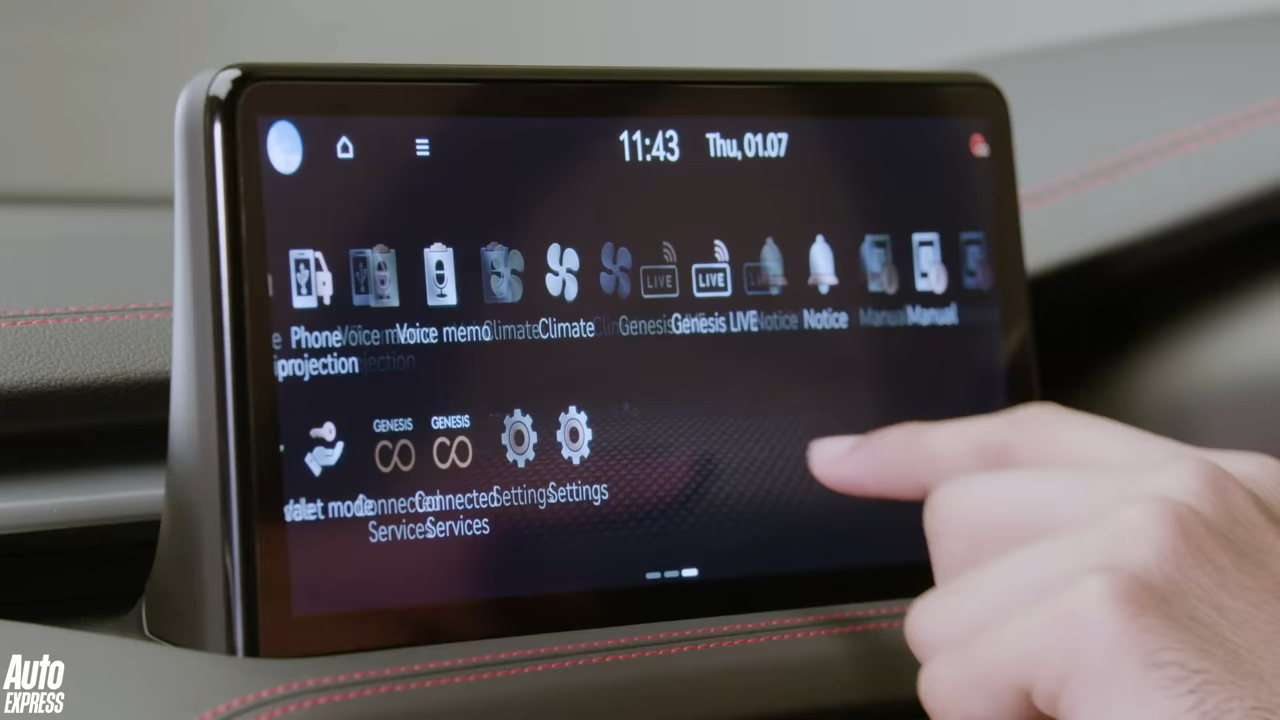 11:43 Thu, 01.07
LIVE LIVE
Phone Voice memo Climate Climate Genesis Genesis LIVE Notice Notice Manual Manual
projection
GENESIS GENESIS
Valet mode Connected Connected Settings Settings
Services Services
Auto
EXPRESS